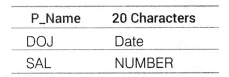 P_Name 20 Characters
DOJ Date
SAL NUMBER